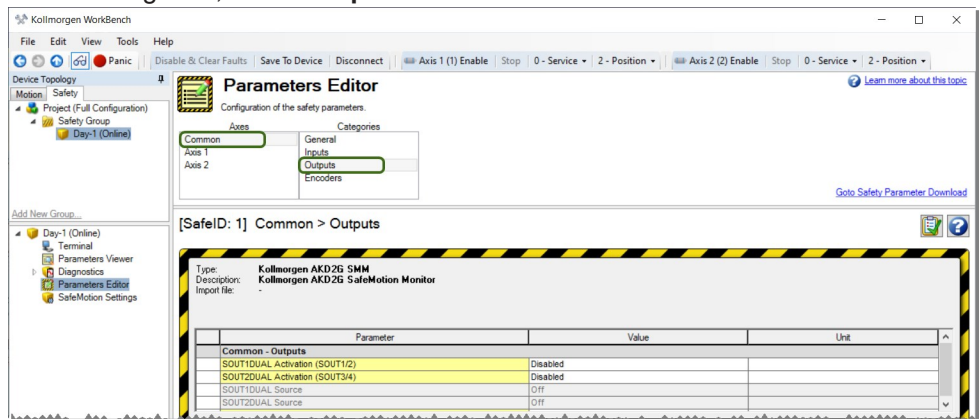 Kollmorgen WorkBench
File Edit View Tools Help
Panic Disable & Clear Faults Save To Device Disconnect Axis 1 (1) Enable Stop 0 - Service 2 - Position Axis 2 (2) Enable Stop 0 - Service 2 - Position
Device Topology
Motion Safety
Project (Full Configuration)
Safety Group
Day-1 (Online)
Add New Group...
Day-1 (Online)
Terminal
Parameters Viewer
Diagnostics
Parameters Editor
SafeMotion Settings
Parameters Editor
Learn more about this topic
Configuration of the safety parameters.
Axes Categories
Common General
Axis 1 Inputs
Axis 2 Outputs
Encoders
Goto Safety Parameter Download
[SafeID: 1] Common > Outputs
Type: Kollmorgen AKD2G SMM
Description: Kollmorgen AKD2G SafeMotion Monitor
Import file: -
Parameter Value Unit
Common - Outputs
SOUT1DUAL Activation (SOUT1/2) Disabled
SOUT2DUAL Activation (SOUT3/4) Disabled
SOUT1DUAL Source Off
SOUT2DUAL Source Off